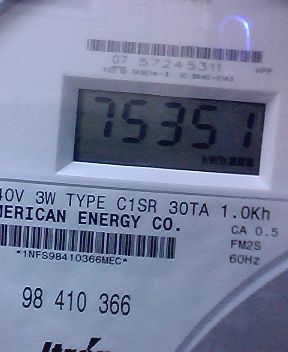 07 57245311
75351
kWh
40V 3W TYPE C1SR 30TA 1.0Kh
MERICAN ENERGY CO.
CA 0.5
FM2S
*1NFS98410366MEC*
60Hz
98 410 366
Itron